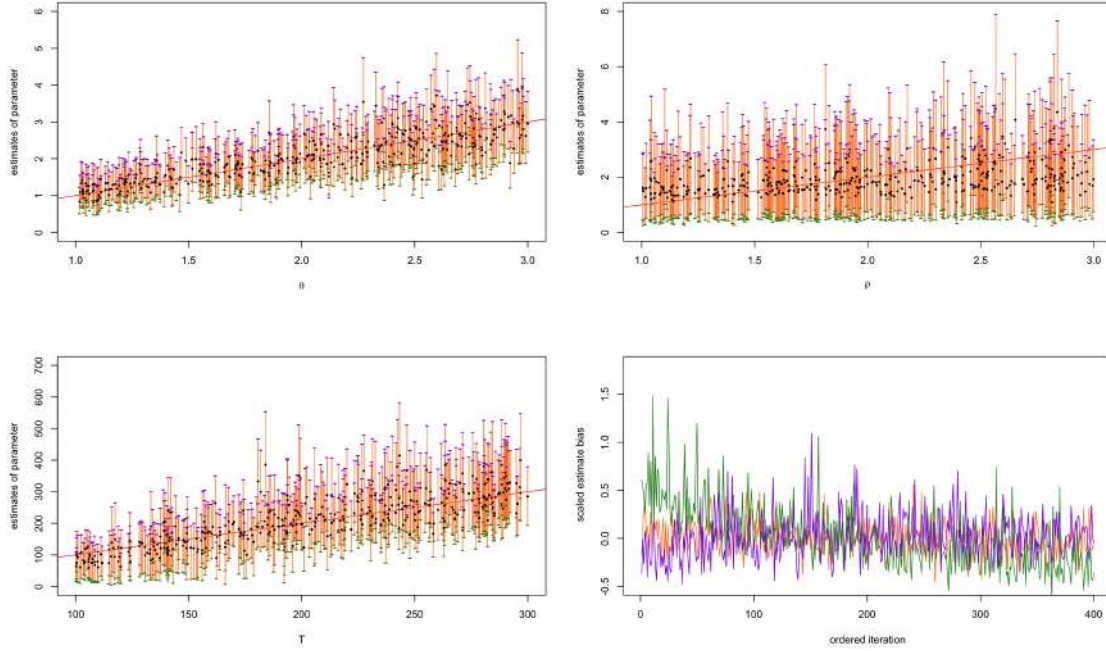 estimates of parameter
6
5
4
3
2
1
0
1.0 1.5 2.0 2.5 3.0
θ
estimates of parameter
8
6
4
2
0
1.0 1.5 2.0 2.5 3.0
ρ
estimates of parameter
700
600
500
400
300
200
100
0
100 150 200 250 300
T
scaled estimate bias
1.5
1.0
0.5
0.0
-0.5
0 100 200 300 400
ordered iteration